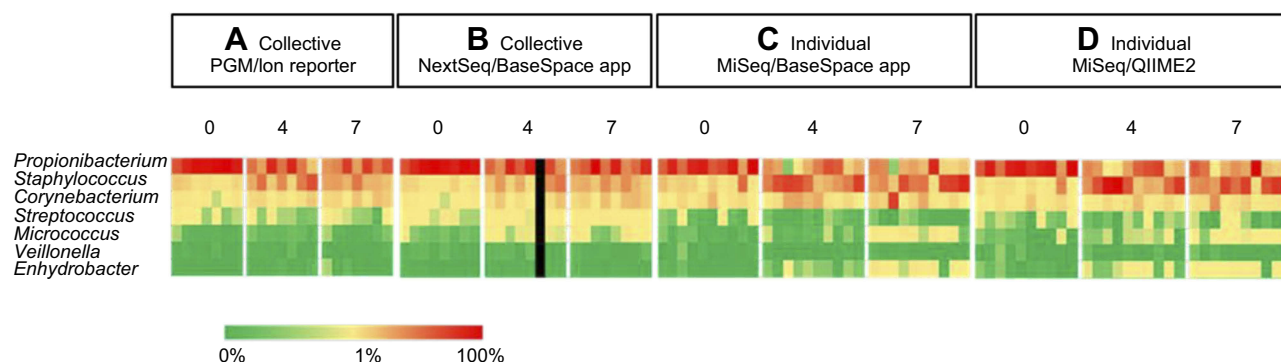 A Collective
PGM/Ion reporter
B Collective
NextSeq/BaseSpace app
C Individual
MiSeq/BaseSpace app
D Individual
MiSeq/QIIME2
0 4 7 0 4 7 0 4 7 0 4 7
Propionibacterium
Staphylococcus
Corynebacterium
Streptococcus
Micrococcus
Veillonella
Enhydrobacter
0% 1% 100%